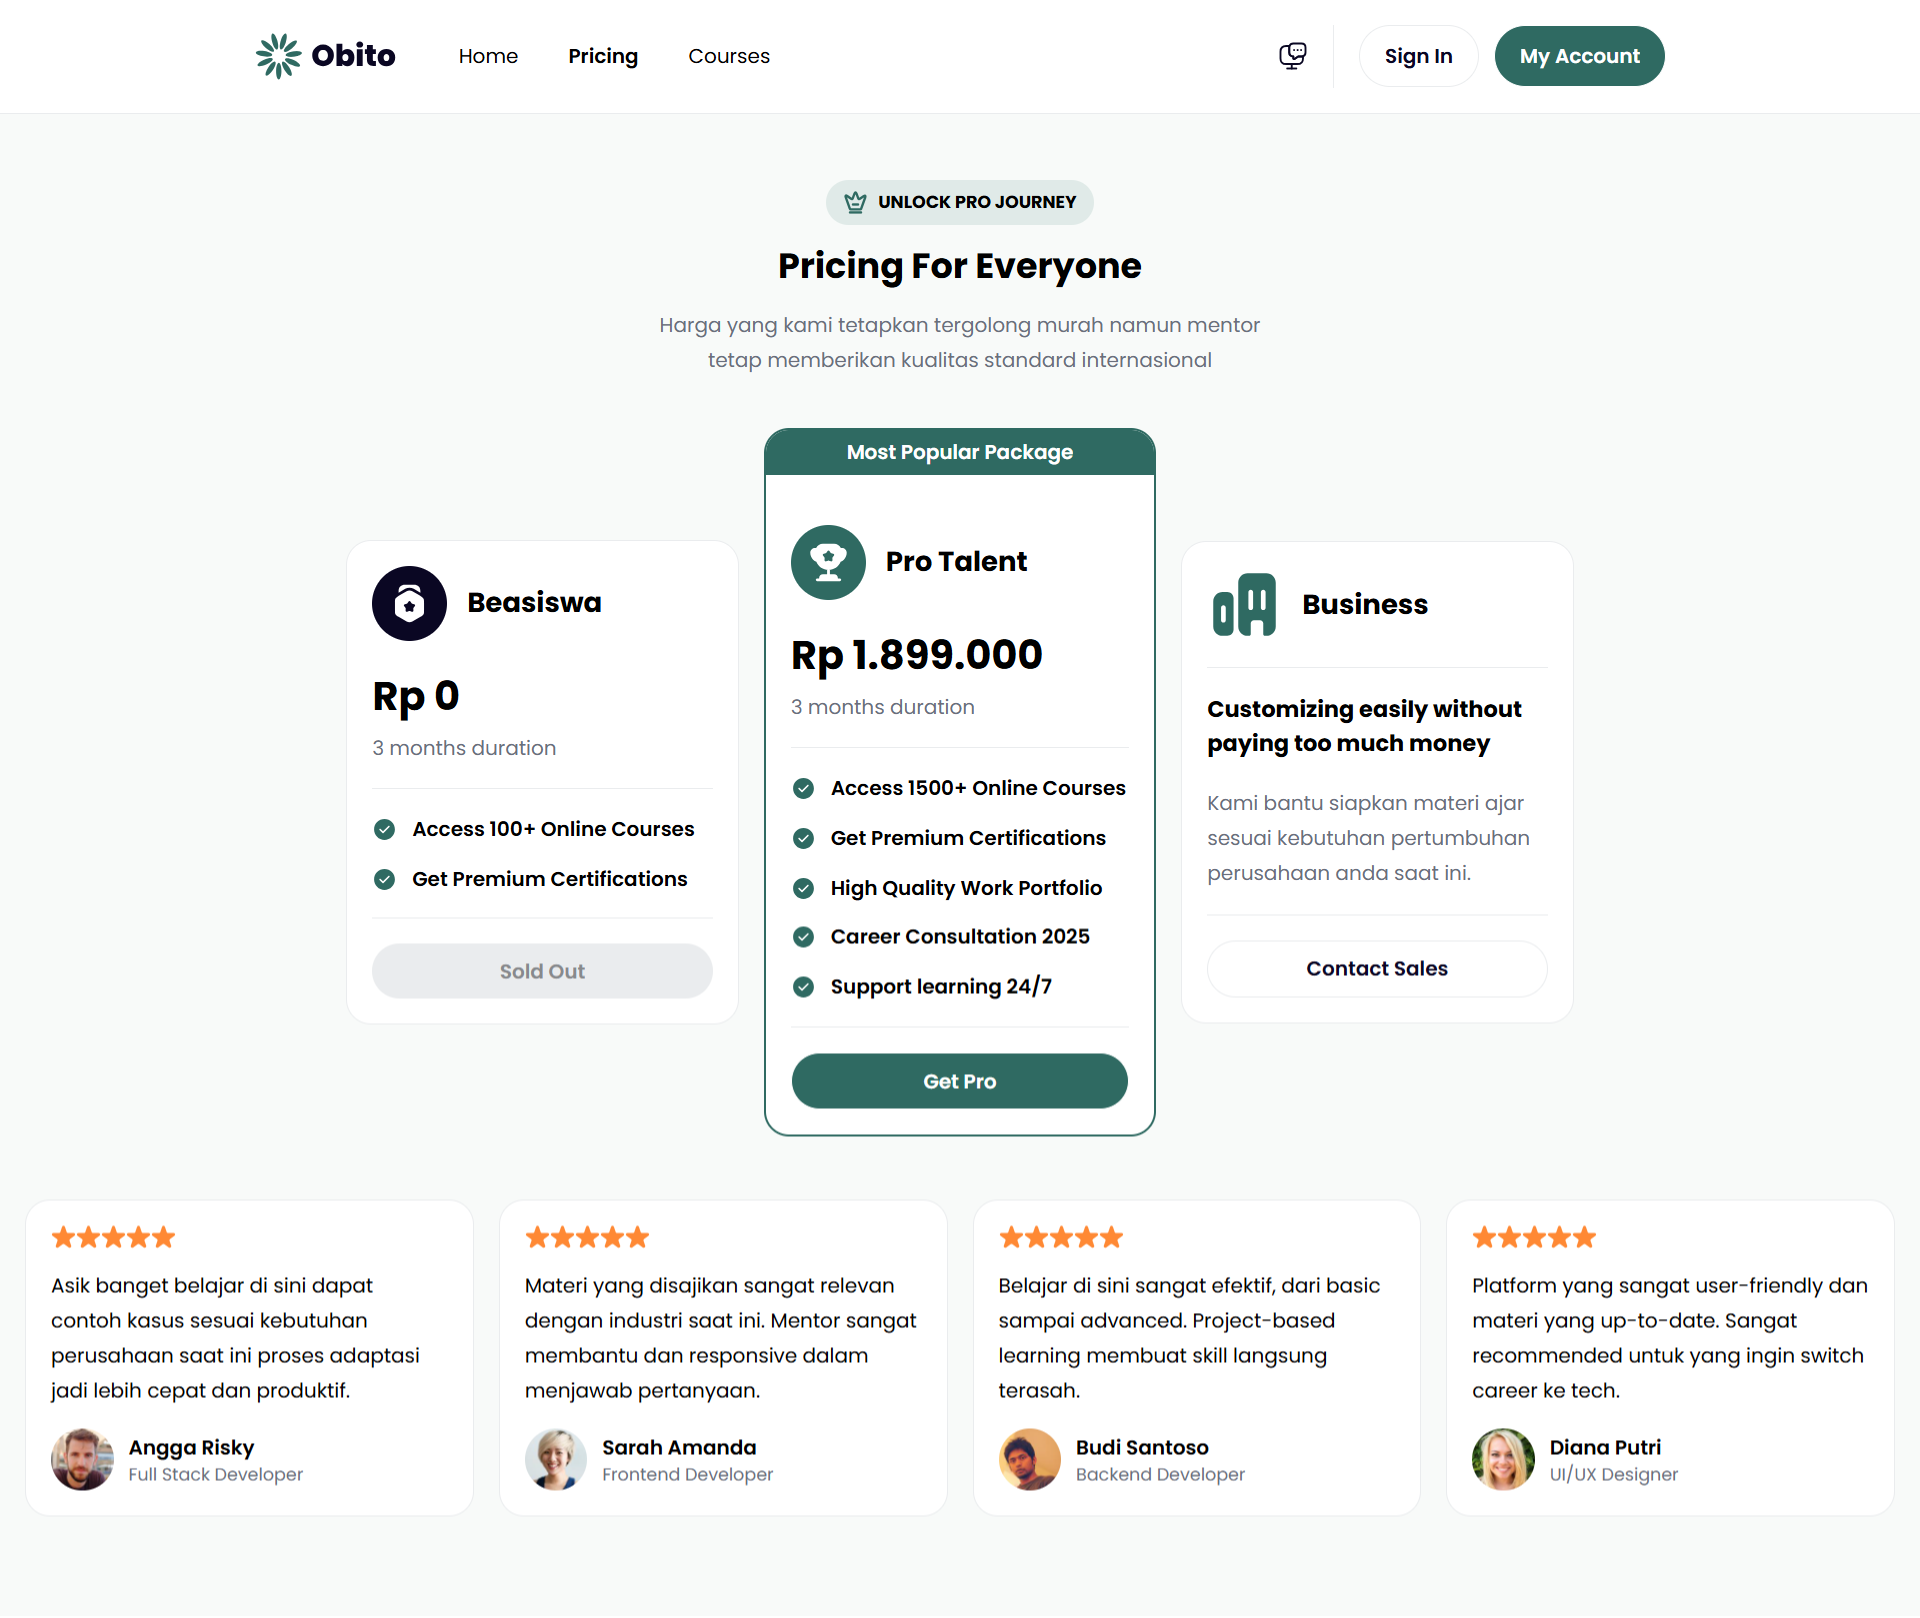 Obito
Home
Pricing
Courses
Sign In
My Account
UNLOCK PRO JOURNEY
Pricing For Everyone
Harga yang kami tetapkan tergolong murah namun mentor
tetap memberikan kualitas standard internasional
Beasiswa
Rp 0
3 months duration
Access 100+ Online Courses
Get Premium Certifications
Sold Out
Most Popular Package
Pro Talent
Rp 1.899.000
3 months duration
Access 1500+ Online Courses
Get Premium Certifications
High Quality Work Portfolio
Career Consultation 2025
Support learning 24/7
Get Pro
Business
Customizing easily without
paying too much money
Kami bantu siapkan materi ajar
sesuai kebutuhan pertumbuhan
perusahaan anda saat ini.
Contact Sales
Asik banget belajar di sini dapat
contoh kasus sesuai kebutuhan
perusahaan saat ini proses adaptasi
jadi lebih cepat dan produktif.
Angga Risky
Full Stack Developer
Materi yang disajikan sangat relevan
dengan industri saat ini. Mentor sangat
membantu dan responsive dalam
menjawab pertanyaan.
Sarah Amanda
Frontend Developer
Belajar di sini sangat efektif, dari basic
sampai advanced. Project-based
learning membuat skill langsung
terasah.
Budi Santoso
Backend Developer
Platform yang sangat user-friendly dan
materi yang up-to-date. Sangat
recommended untuk yang ingin switch
career ke tech.
Diana Putri
UI/UX Designer